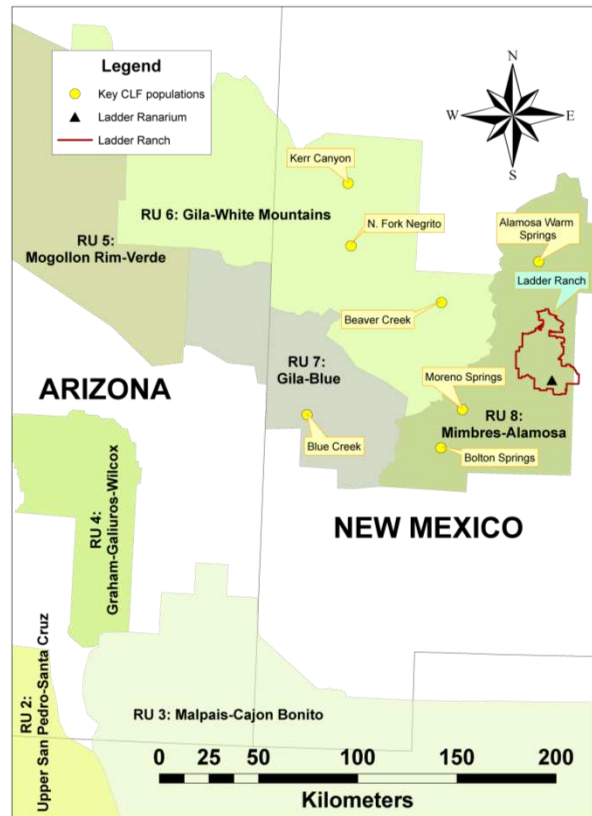 Legend
Key CLF populations
Ladder Ranarium
Ladder Ranch
N
W
E
S
Kerr Canyon
RU 6: Gila-White Mountains
N. Fork Negrito
RU 5:
Mogollon Rim-Verde
Alamosa Warm
Springs
Ladder Ranch
Beaver Creek
RU 7:
Gila-Blue
ARIZONA
Moreno Springs
RU 8:
Mimbres-Alamosa
Blue Creek
Bolton Springs
NEW MEXICO
RU 4:
Graham-Galiuros-Wilcox
RU 2:
Upper San Pedro-Santa Cruz
RU 3: Malpais-Cajon Bonito
0 25 50 100 150 200
Kilometers